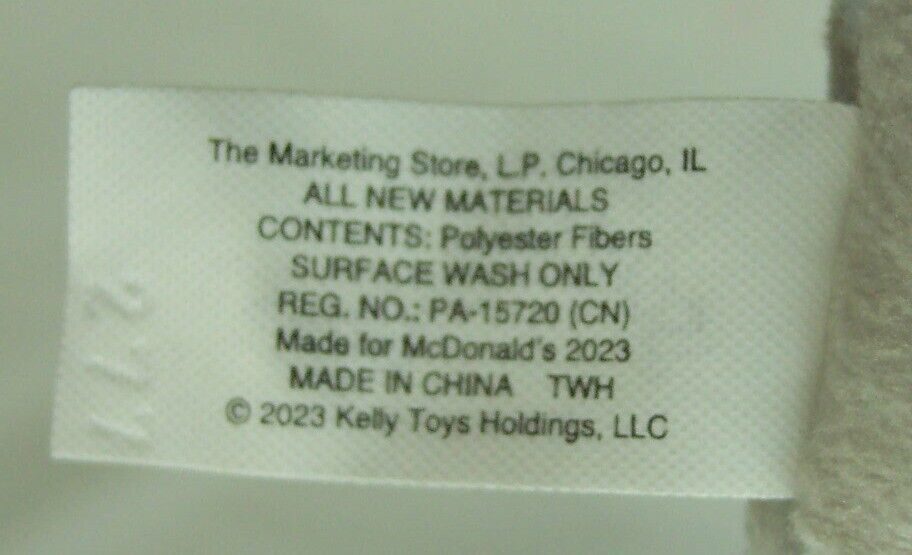 The Marketing Store, L.P. Chicago, IL
ALL NEW MATERIALS
CONTENTS: Polyester Fibers
SURFACE WASH ONLY
REG. NO.: PA-15720 (CN)
Made for McDonald's 2023
MADE IN CHINA TWH
© 2023 Kelly Toys Holdings, LLC